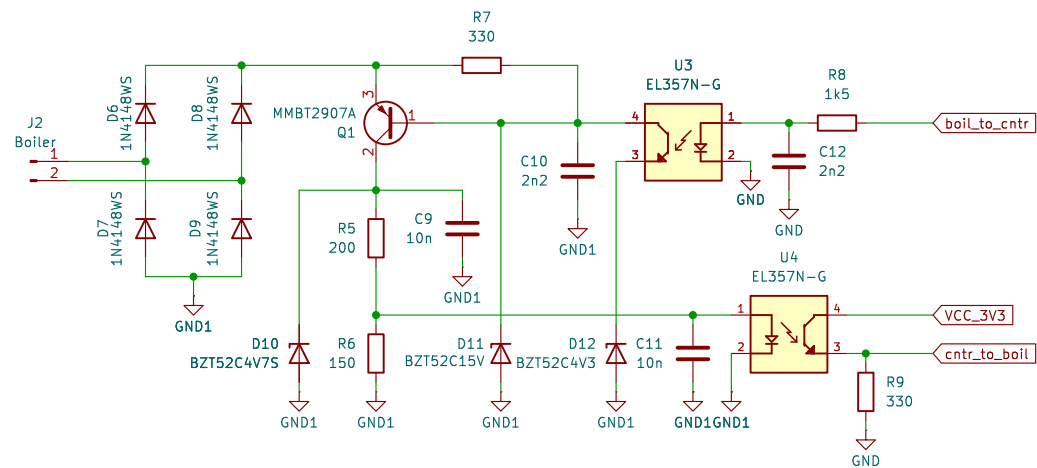 R7
330
U3
EL357N-G
R8
1k5
D6
1N4148WS
D8
1N4148WS
3
MMBT2907A
Q1
1
2
4
3
1
2
boil_to_cntr
J2
Boiler
1
2
C10
2n2
C12
2n2
GND
GND
D7
1N4148WS
D9
1N4148WS
R5
200
C9
10n
GND1
GND1
GND1
U4
EL357N-G
1
2
4
3
VCC_3V3
cntr_to_boil
D10
BZT52C4V7S
R6
150
D11
BZT52C15V
D12
BZT52C4V3
C11
10n
R9
330
GND1
GND1
GND1
GND1
GND1
GND1
GND